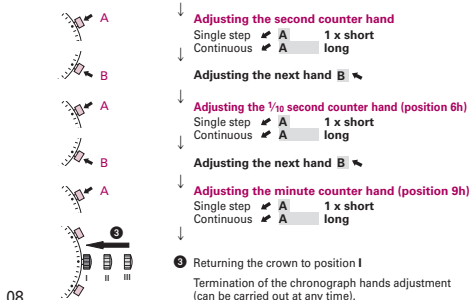 A
Adjusting the second counter hand
Single step A 1 x short
Continuous A long
B
Adjusting the next hand B
A
Adjusting the 1/10 second counter hand (position 6h)
Single step A 1 x short
Continuous A long
B
Adjusting the next hand B
A
Adjusting the minute counter hand (position 9h)
Single step A 1 x short
Continuous A long
3
I II III
3 Returning the crown to position I
Termination of the chronograph hands adjustment
(can be carried out at any time).
08